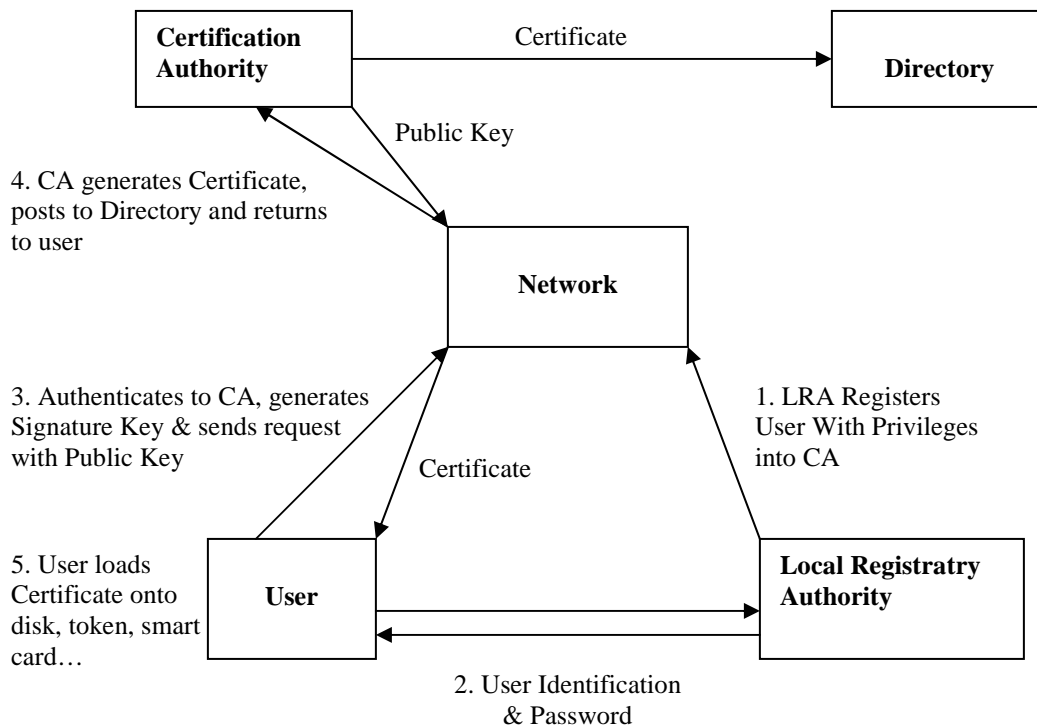 Certification
Authority
Certificate
Directory
Public Key
4. CA generates Certificate,
posts to Directory and returns
to user
Network
3. Authenticates to CA, generates
Signature Key & sends request
with Public Key
1. LRA Registers
User With Privileges
into CA
Certificate
5. User loads
Certificate onto
disk, token, smart
card…
User
Local Registratry
Authority
2. User Identification
& Password